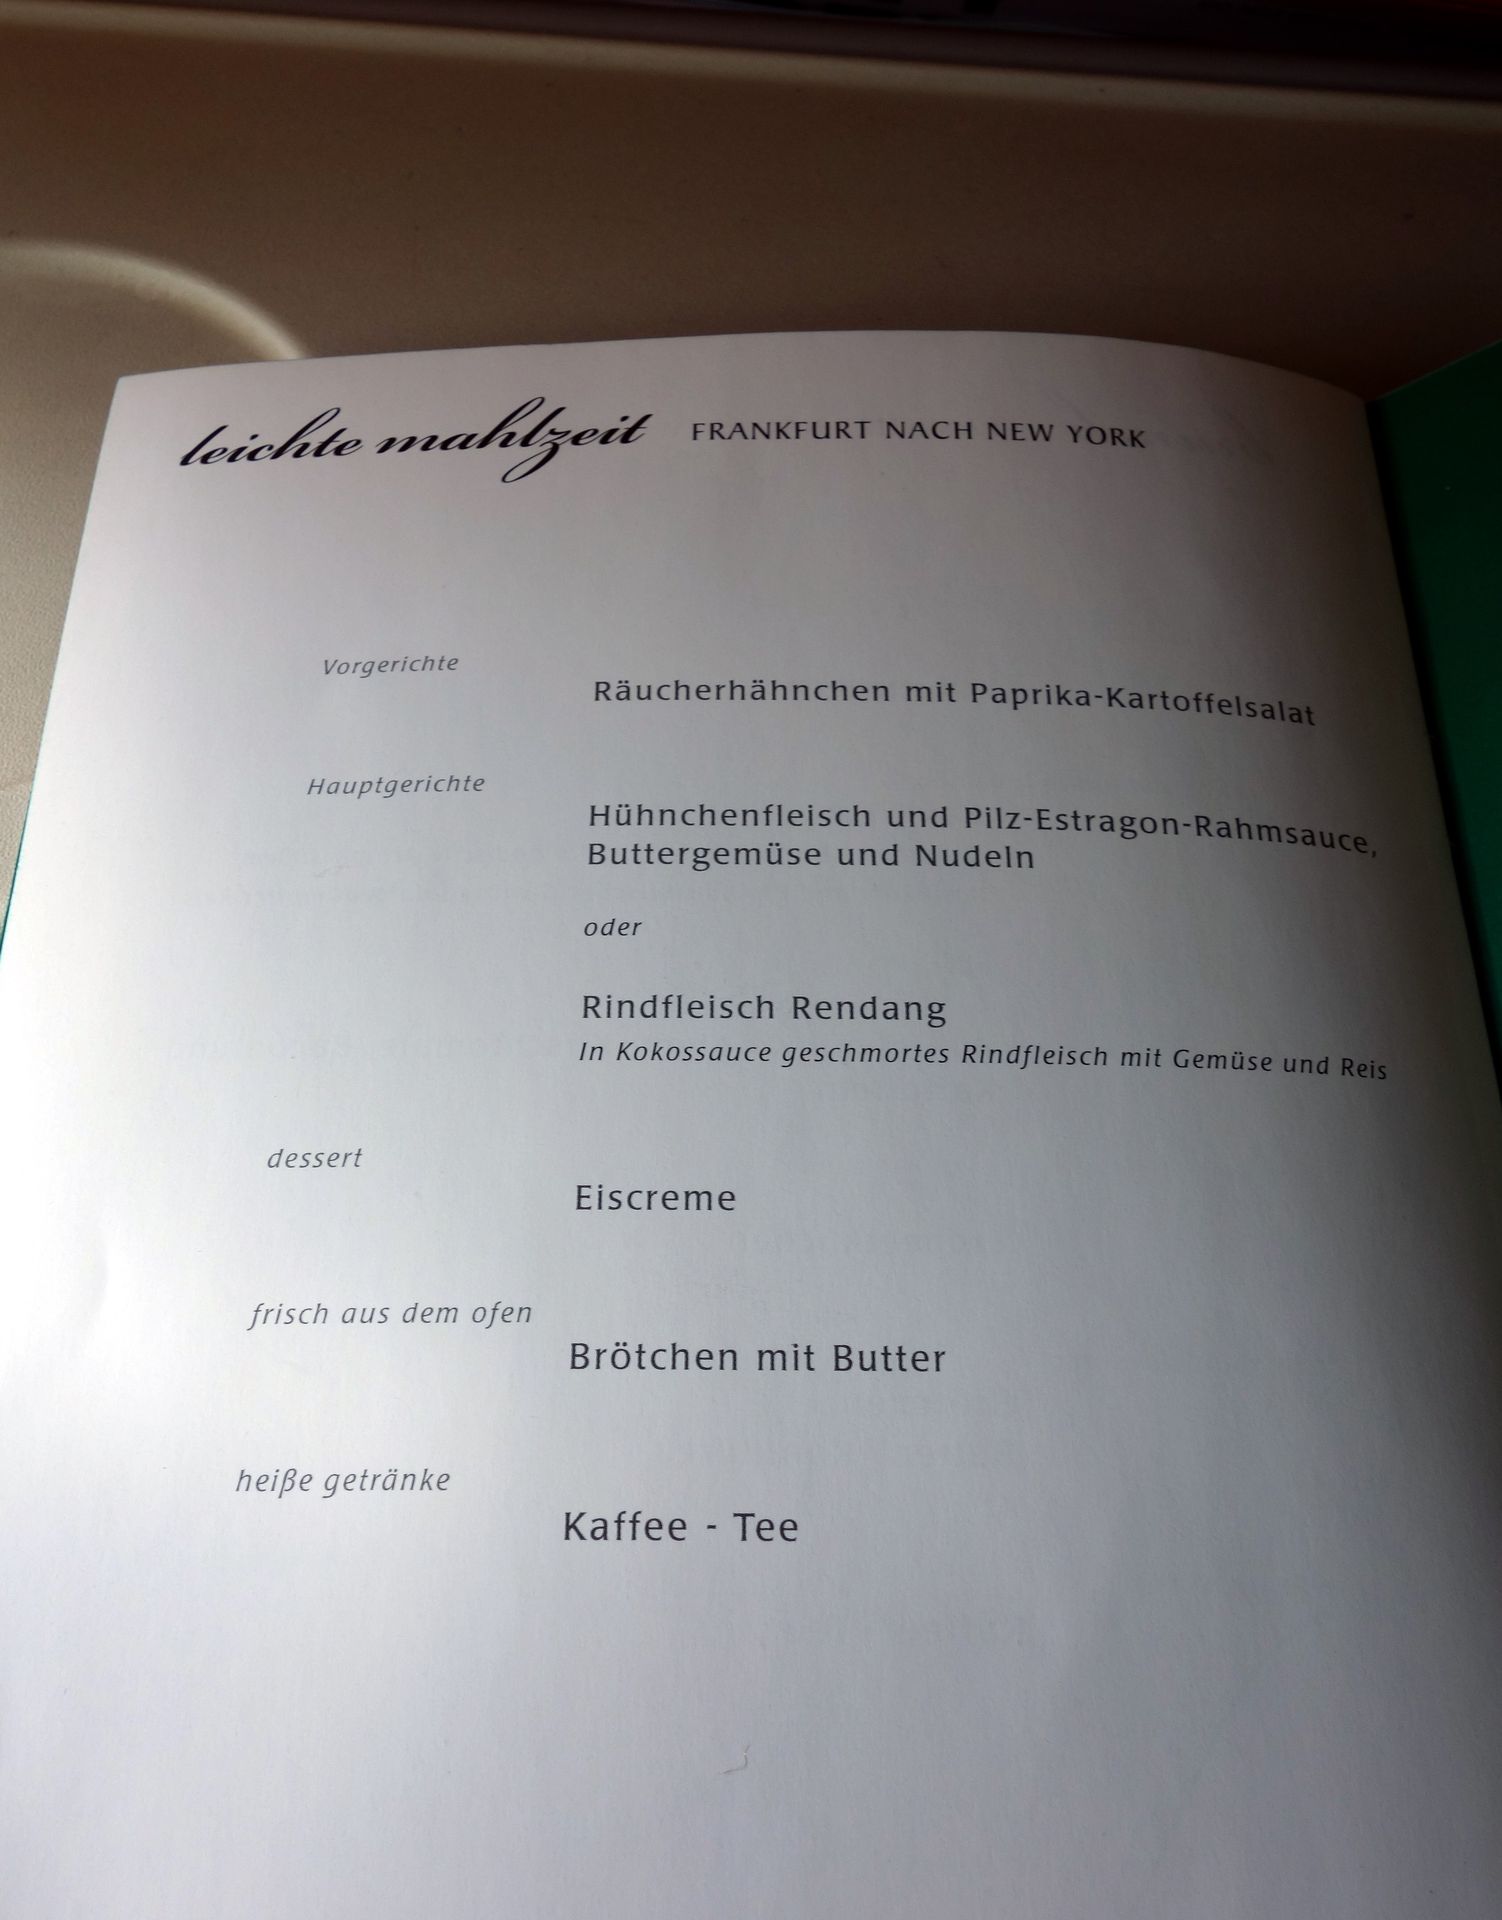 leichte mahlzeit FRANKFURT NACH NEW YORK
Vorgerichte
Räucherhähnchen mit Paprika-Kartoffelsalat
Hauptgerichte
Hühnchenfleisch und Pilz-Estragon-Rahmsauce,
Buttergemüse und Nudeln
oder
Rindfleisch Rendang
In Kokossauce geschmortes Rindfleisch mit Gemüse und Reis
dessert
Eiscreme
frisch aus dem ofen
Brötchen mit Butter
heiße getränke
Kaffee - Tee